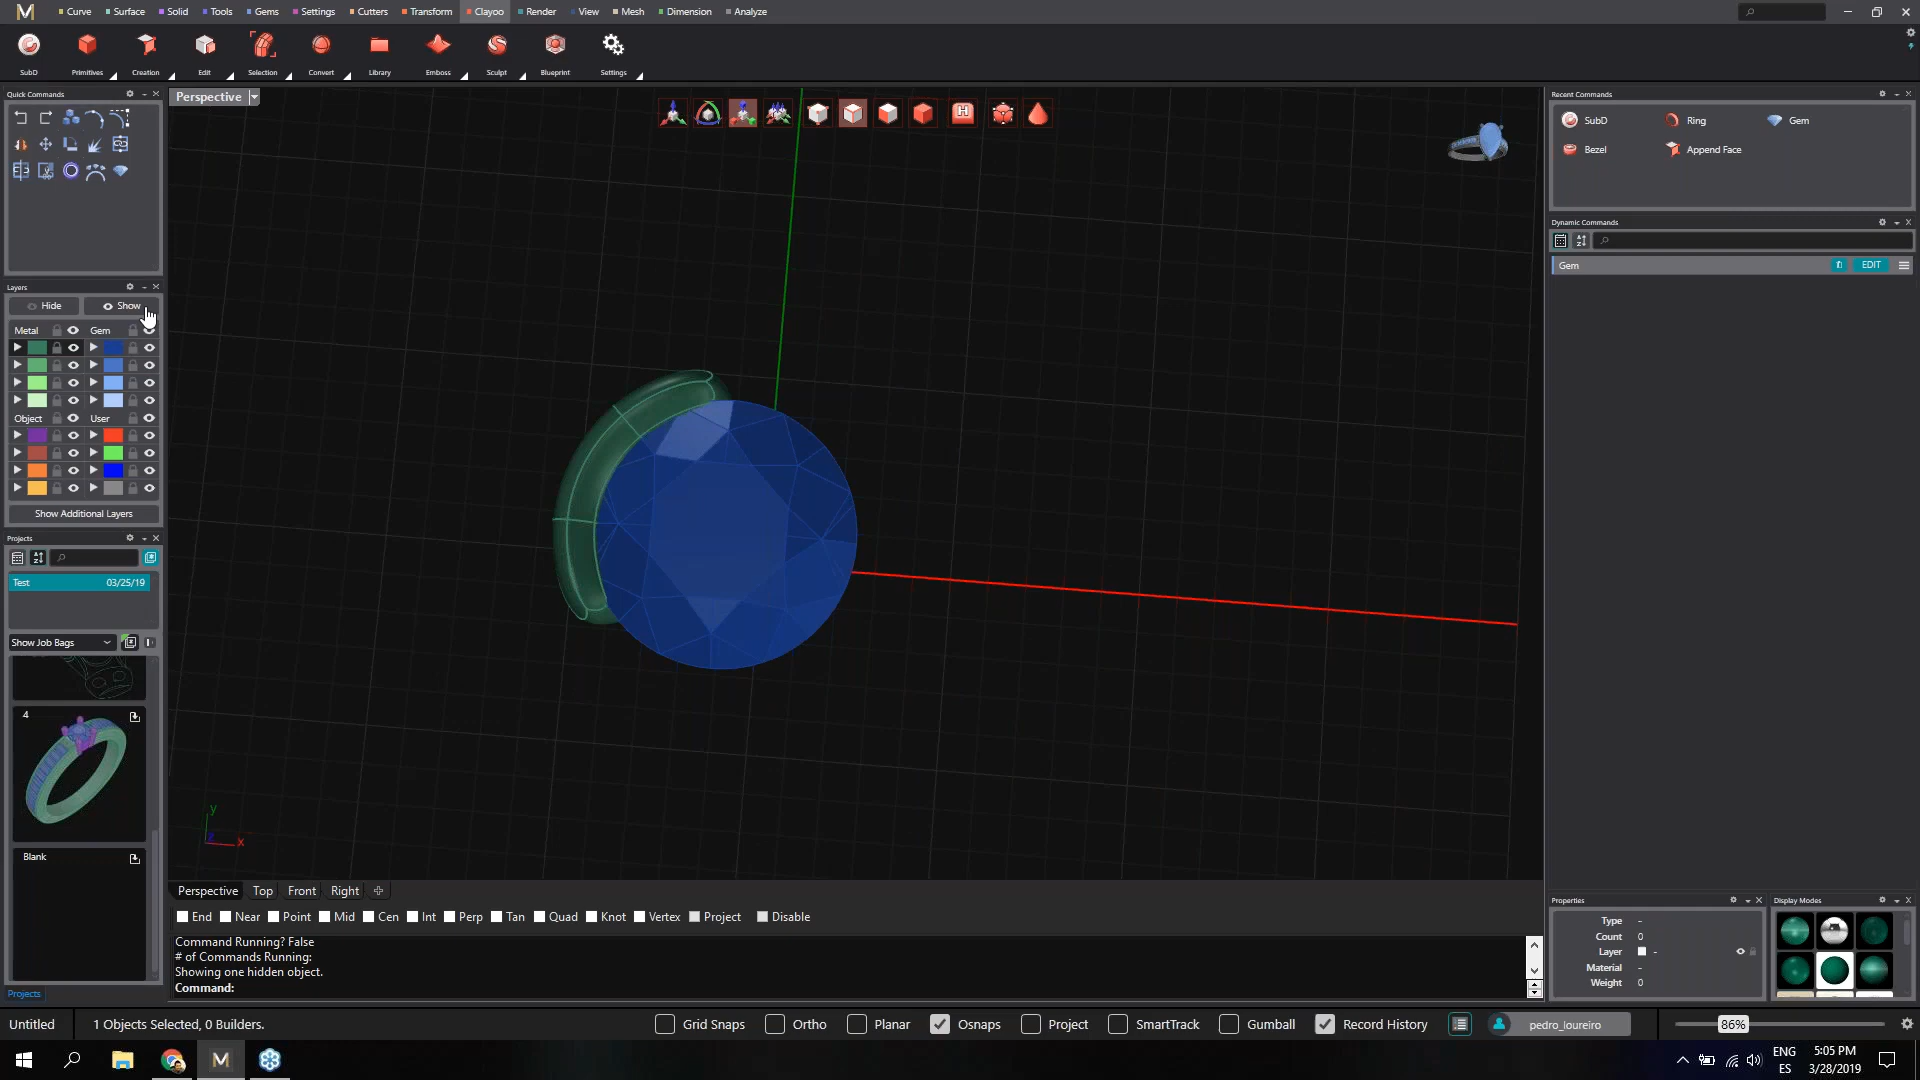 Curve Surface Solid Tools Gems Settings Cutters Transform Clayoo Render View Mesh Dimension Analyze
SubD Primitives Creation Edit Selection Convert Library Emboss Sculpt Blueprint Settings
Quick Commands
Perspective
Recent Commands
SubD Ring Gem
Bezel Append Face
Dynamic Commands
Gem EDIT
Layers
Hide Show
Metal Gem
Object User
Show Additional Layers
Projects
Test 03/25/19
Show Job Bags
4
Blank
Projects
y
x
Perspective Top Front Right
End Near Point Mid Cen Int Perp Tan Quad Knot Vertex Project Disable
Command Running? False
# of Commands Running:
Showing one hidden object.
Command:
Properties
Type -
Count 0
Layer -
Material -
Weight 0
Display Modes
Untitled 1 Objects Selected, 0 Builders. Grid Snaps Ortho Planar Osnaps Project SmartTrack Gumball Record History pedro_loureiro 86%
ENG 5:05 PM
ES 3/28/2019